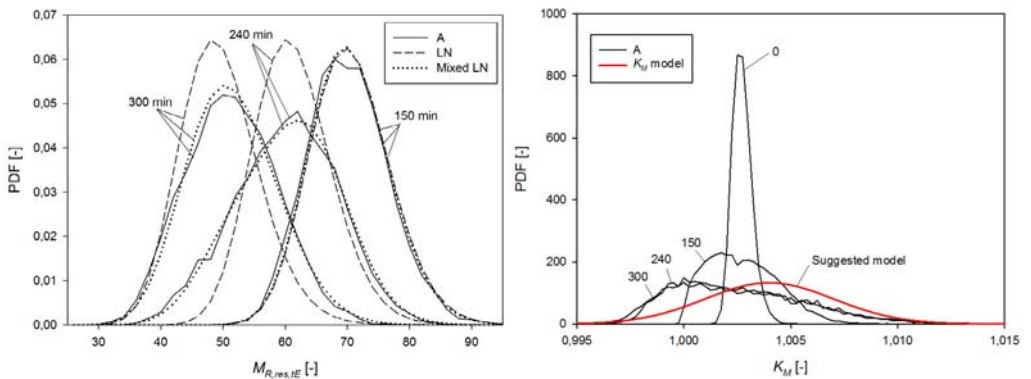 0,07
0,06
0,05
0,04
0,03
0,02
0,01
0,00
PDF [-]
30
40
50
60
70
80
90
M_{R,res,tE} [-]
240 min
300 min
150 min
A
LN
Mixed LN
1000
800
600
400
200
0
PDF [-]
0,995
1,000
1,005
1,010
1,015
K_M [-]
A
K_M model
0
150
240
300
Suggested model